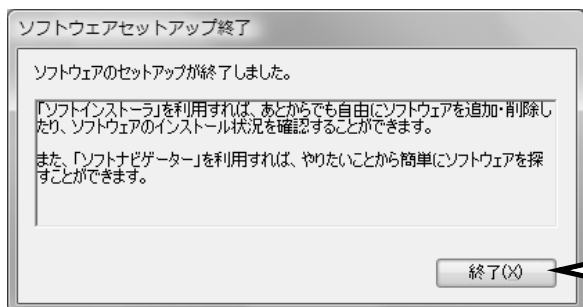 ソフトウェアセットアップ終了
ソフトウェアのセットアップが終了しました。
「ソフトインストーラ」を利用すれば、あとからでも自由にソフトウェアを追加・削除し
たり、ソフトウェアのインストール状況を確認することができます。
また、「ソフトナビゲーター」を利用すれば、やりたいことから簡単にソフトウェアを探
すことができます。
終了(X)